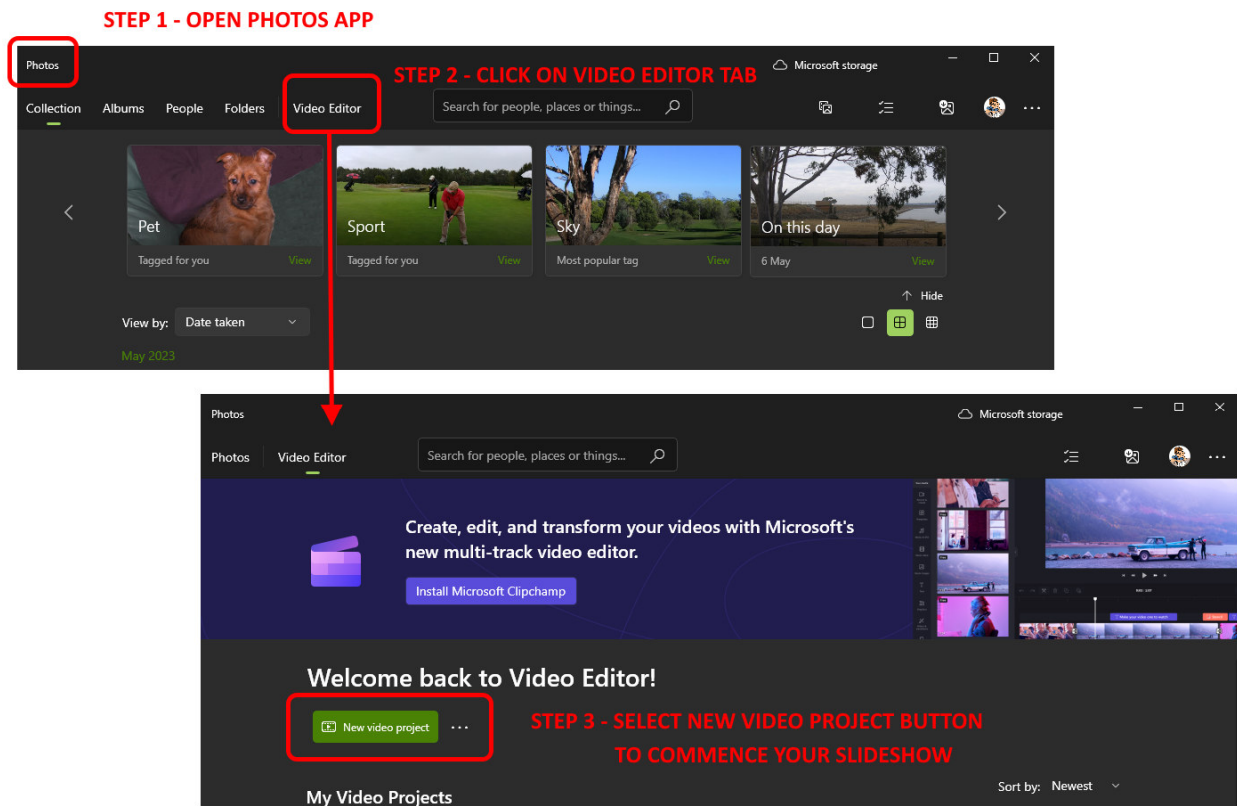 STEP 1 - OPEN PHOTOS APP
Photos
STEP 2 - CLICK ON VIDEO EDITOR TAB
Microsoft storage
Collection Albums People Folders Video Editor Search for people, places or things...
Pet Sport Sky On this day
Tagged for you View Tagged for you View Most popular tag View 6 May View
Hide
View by: Date taken
May 2023
Photos Microsoft storage
Photos Video Editor Search for people, places or things...
Create, edit, and transform your videos with Microsoft's
new multi-track video editor.
Install Microsoft Clipchamp
Welcome back to Video Editor!
New video project
STEP 3 - SELECT NEW VIDEO PROJECT BUTTON
TO COMMENCE YOUR SLIDESHOW
My Video Projects
Sort by: Newest